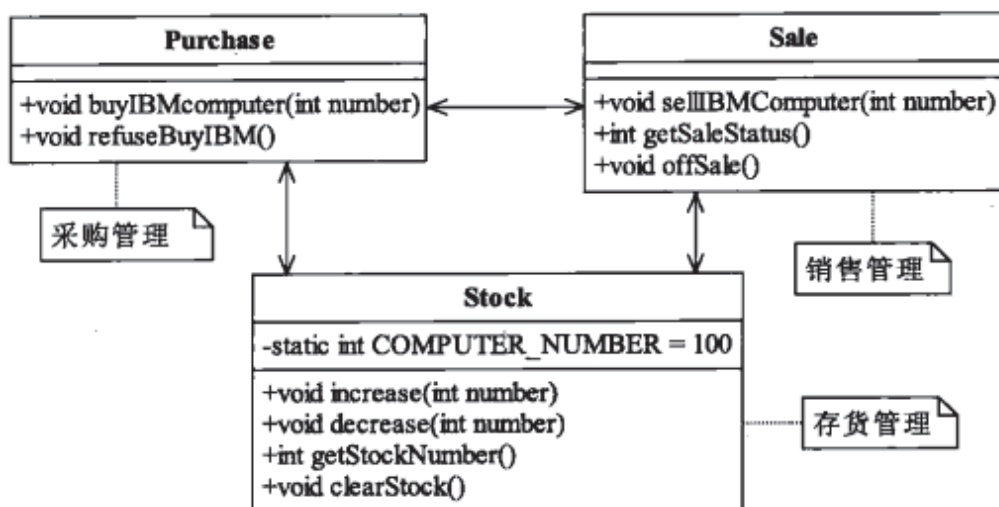 Purchase
+void buyIBMcomputer(int number)
+void refuseBuyIBM()
采购管理
Sale
+void sellIBMComputer(int number)
+int getSaleStatus()
+void offSale()
销售管理
Stock
-static int COMPUTER_NUMBER = 100
+void increase(int number)
+void decrease(int number)
+int getStockNumber()
+void clearStock()
存货管理